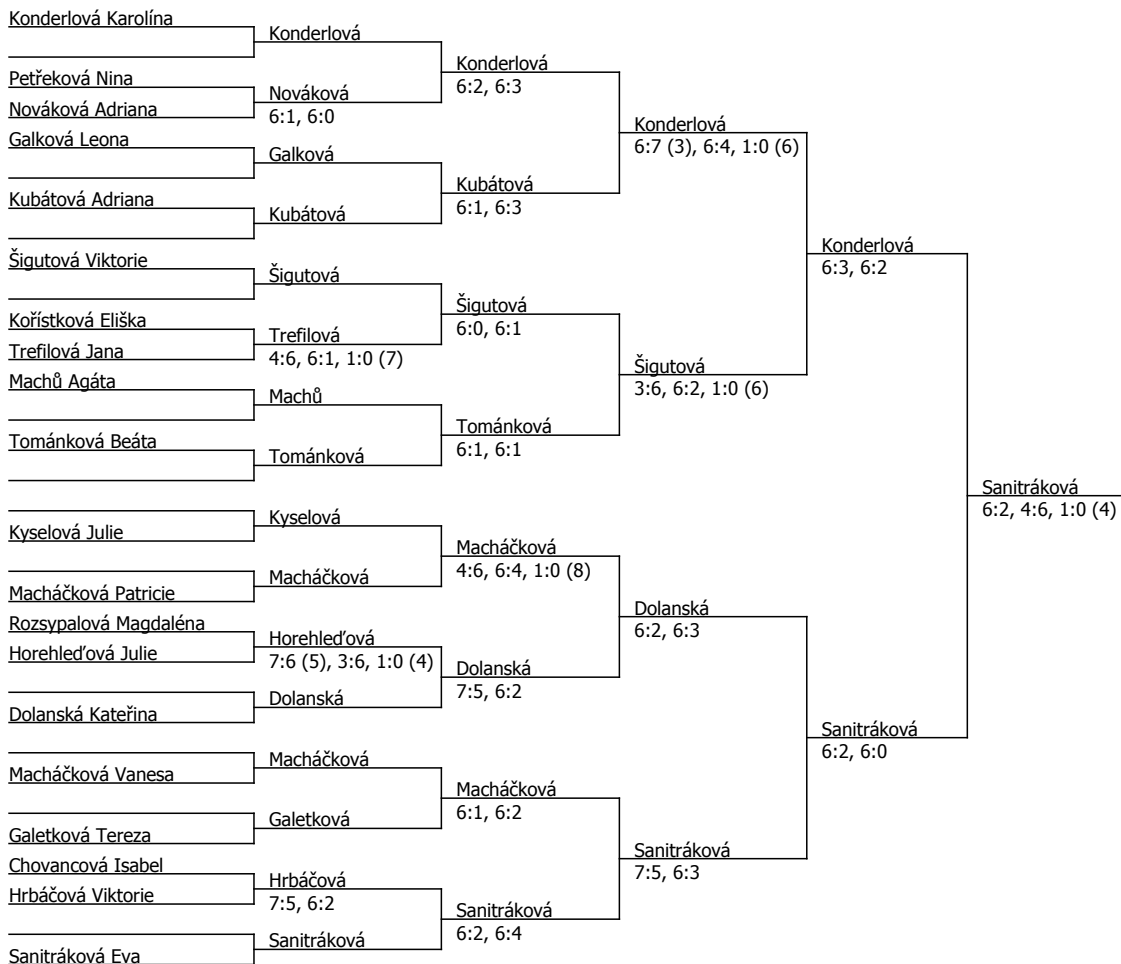 Konderlová Karolína
Petřeková Nina
Nováková Adriana
Galková Leona
Kubátová Adriana
Šigutová Viktorie
Kořístková Eliška
Trefilová Jana
Machů Agáta
Tománková Beáta
Kyselová Julie
Macháčková Patricie
Rozsypalová Magdaléna
Horehleďová Julie
Dolanská Kateřina
Macháčková Vanesa
Galetková Tereza
Chovancová Isabel
Hrbáčová Viktorie
Sanitráková Eva
Konderlová
Nováková
6:1, 6:0
Galková
Kubátová
Šigutová
Trefilová
4:6, 6:1, 1:0 (7)
Machů
Tománková
Kyselová
Macháčková
Horehleďová
7:6 (5), 3:6, 1:0 (4)
Dolanská
Macháčková
Galetková
Hrbáčová
7:5, 6:2
Sanitráková
Konderlová
6:2, 6:3
Kubátová
6:1, 6:3
Šigutová
6:0, 6:1
Tománková
6:1, 6:1
Macháčková
4:6, 6:4, 1:0 (8)
Dolanská
7:5, 6:2
Macháčková
6:1, 6:2
Sanitráková
6:2, 6:4
Konderlová
6:7 (3), 6:4, 1:0 (6)
Šigutová
3:6, 6:2, 1:0 (6)
Dolanská
6:2, 6:3
Sanitráková
7:5, 6:3
Konderlová
6:3, 6:2
Sanitráková
6:2, 6:0
Sanitráková
6:2, 4:6, 1:0 (4)